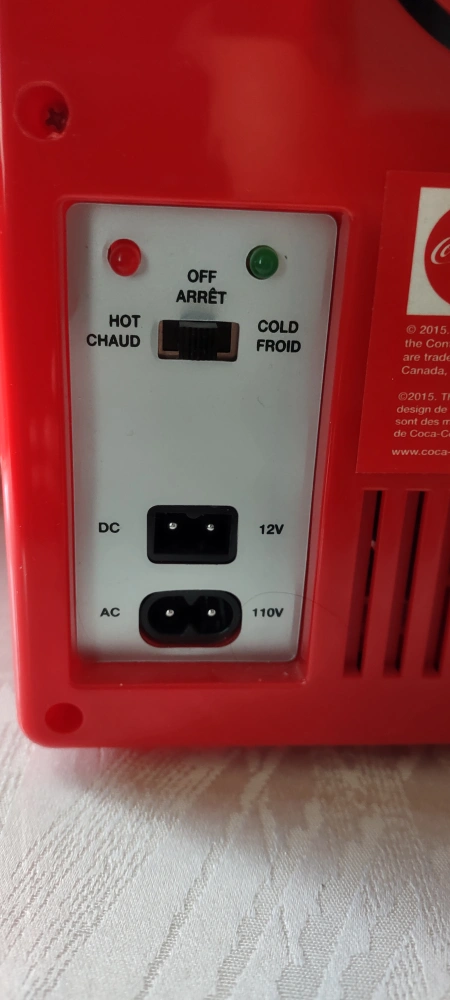 OFF
ARRÊT
HOT
CHAUD
COLD
FROID
DC
12V
AC
110V
© 2015.
the Con
are trade
Canada,
©2015. T
design de
sont des m
de Coca-Co
www.coca-